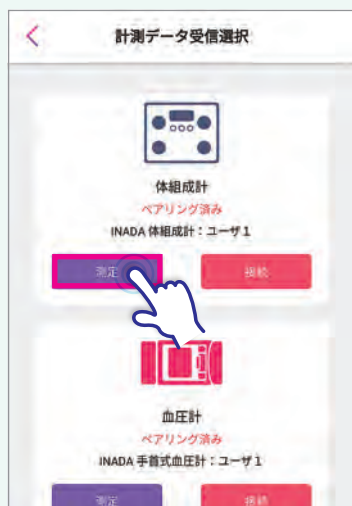 計測データ受信選択
体組成計
ペアリング済み
INADA 体組成計：ユーザ１
測定
接続
血圧計
ペアリング済み
INADA 手首式血圧計：ユーザ１
測定
接続